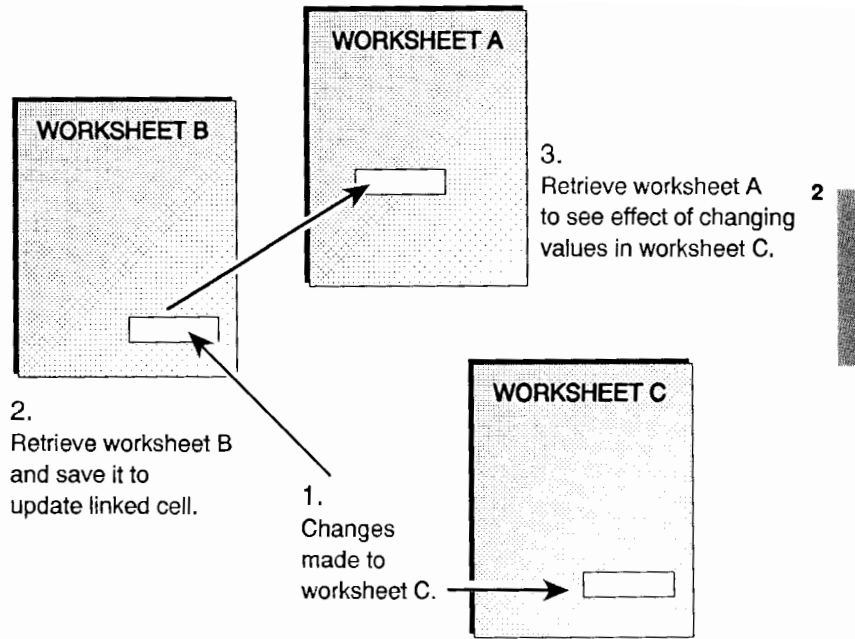 WORKSHEET A
WORKSHEET B
3.
Retrieve worksheet A
to see effect of changing
values in worksheet C.
2
WORKSHEET C
2.
Retrieve worksheet B
and save it to
update linked cell.
1.
Changes
made to
worksheet C.